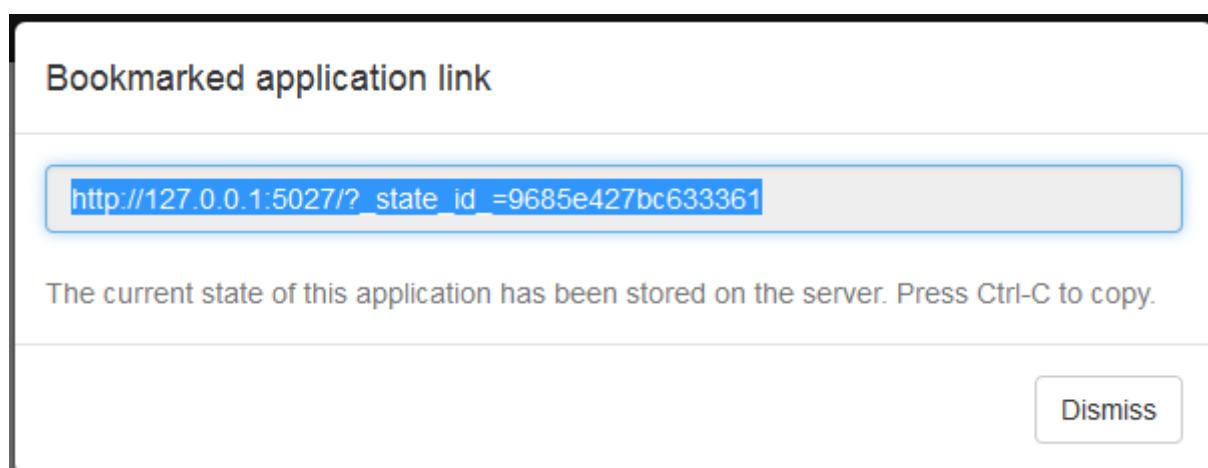 Bookmarked application link
http://127.0.0.1:5027/?_state_id_=9685e427bc633361
The current state of this application has been stored on the server. Press Ctrl-C to copy.
Dismiss